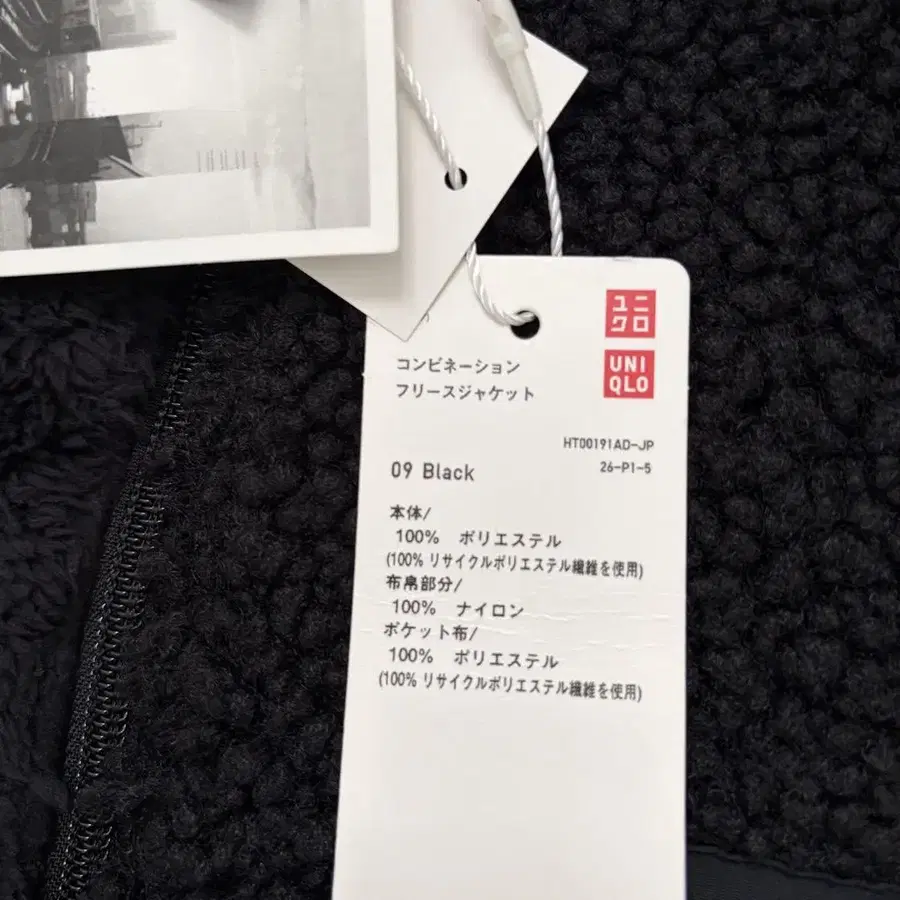 ユニ
クロ
UNI
QLO
コンビネーション
フリースジャケット
HT00191AD-JP
26-P1-5
09 Black
本体/
100% ポリエステル
(100% リサイクルポリエステル繊維を使用)
布帛部分/
100% ナイロン
ポケット布/
100% ポリエステル
(100% リサイクルポリエステル繊維を使用)